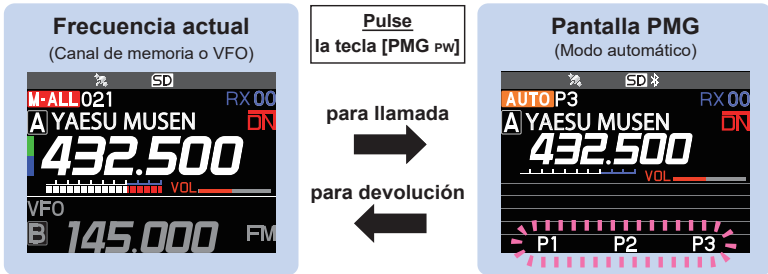 Frecuencia actual
(Canal de memoria o VFO)
SD
M-ALL 021 RX 00
A YAESU MUSEN DN
432.500
VOL
VFO
B 145.000 FM
Pulse
la tecla [PMG PW]
para llamada
para devolución
Pantalla PMG
(Modo automático)
SD
AUTO P3 RX 00
A YAESU MUSEN DN
432.500
VOL
P1 P2 P3